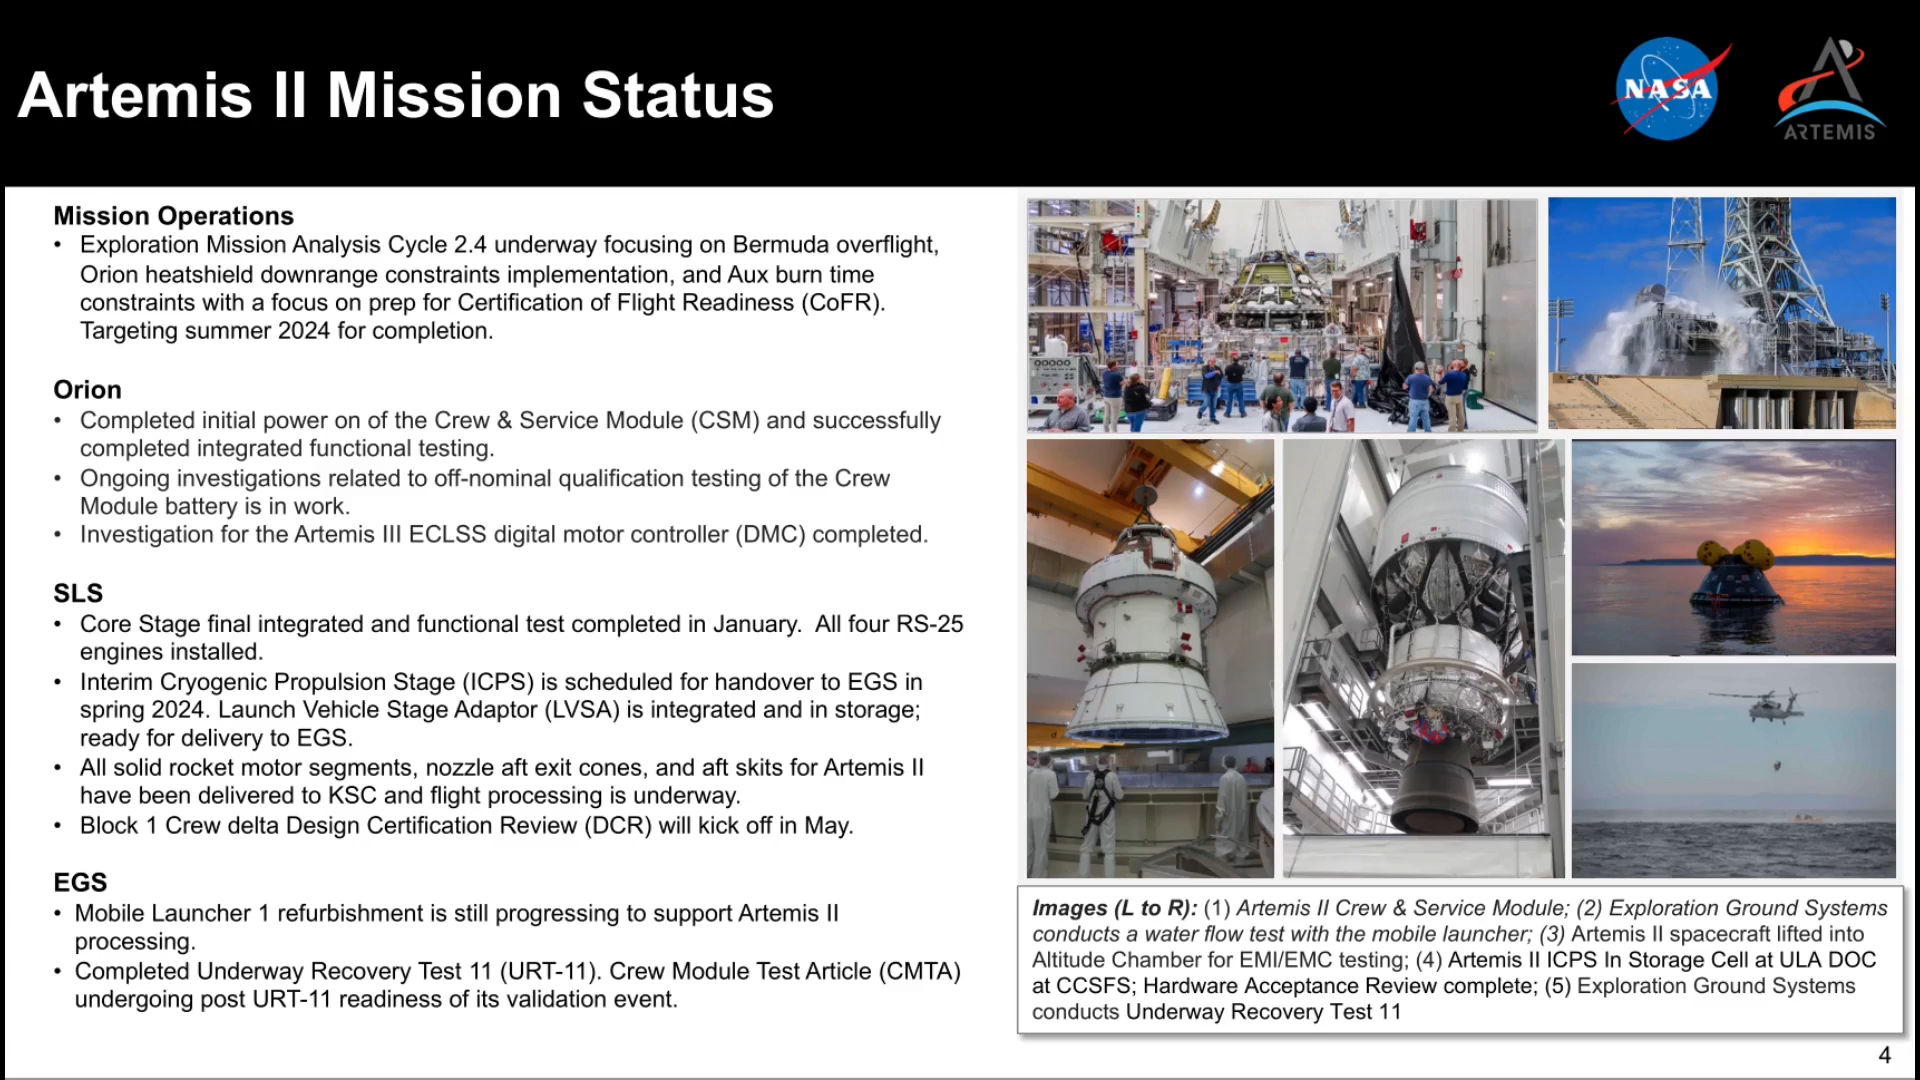 Artemis II Mission Status
NASA
ARTEMIS
Mission Operations
• Exploration Mission Analysis Cycle 2.4 underway focusing on Bermuda overflight,
Orion heatshield downrange constraints implementation, and Aux burn time
constraints with a focus on prep for Certification of Flight Readiness (CoFR).
Targeting summer 2024 for completion.
Orion
• Completed initial power on of the Crew & Service Module (CSM) and successfully
completed integrated functional testing.
• Ongoing investigations related to off-nominal qualification testing of the Crew
Module battery is in work.
• Investigation for the Artemis III ECLSS digital motor controller (DMC) completed.
SLS
• Core Stage final integrated and functional test completed in January.  All four RS-25
engines installed.
• Interim Cryogenic Propulsion Stage (ICPS) is scheduled for handover to EGS in
spring 2024. Launch Vehicle Stage Adaptor (LVSA) is integrated and in storage;
ready for delivery to EGS.
• All solid rocket motor segments, nozzle aft exit cones, and aft skits for Artemis II
have been delivered to KSC and flight processing is underway.
• Block 1 Crew delta Design Certification Review (DCR) will kick off in May.
EGS
• Mobile Launcher 1 refurbishment is still progressing to support Artemis II
processing.
• Completed Underway Recovery Test 11 (URT-11). Crew Module Test Article (CMTA)
undergoing post URT-11 readiness of its validation event.
Images (L to R): (1) Artemis II Crew & Service Module; (2) Exploration Ground Systems
conducts a water flow test with the mobile launcher; (3) Artemis II spacecraft lifted into
Altitude Chamber for EMI/EMC testing; (4) Artemis II ICPS In Storage Cell at ULA DOC
at CCSFS; Hardware Acceptance Review complete; (5) Exploration Ground Systems
conducts Underway Recovery Test 11
4